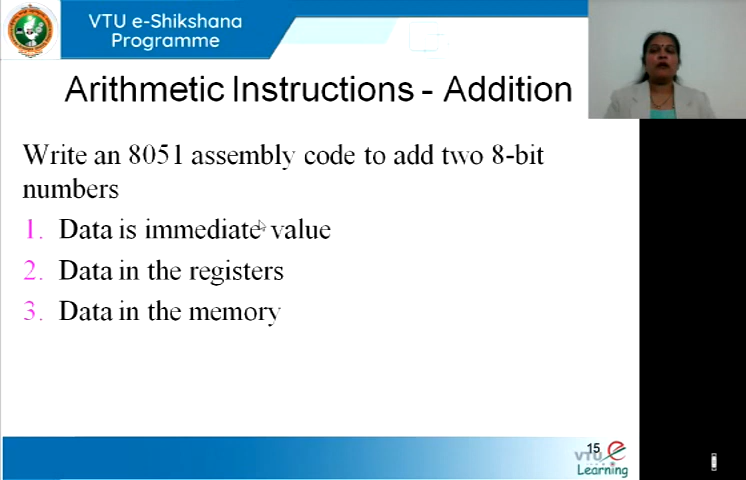 VTU e-Shikshana
Programme
Arithmetic Instructions - Addition
Write an 8051 assembly code to add two 8-bit
numbers
1. Data is immediate value
2. Data in the registers
3. Data in the memory
15
VTU e
Learning